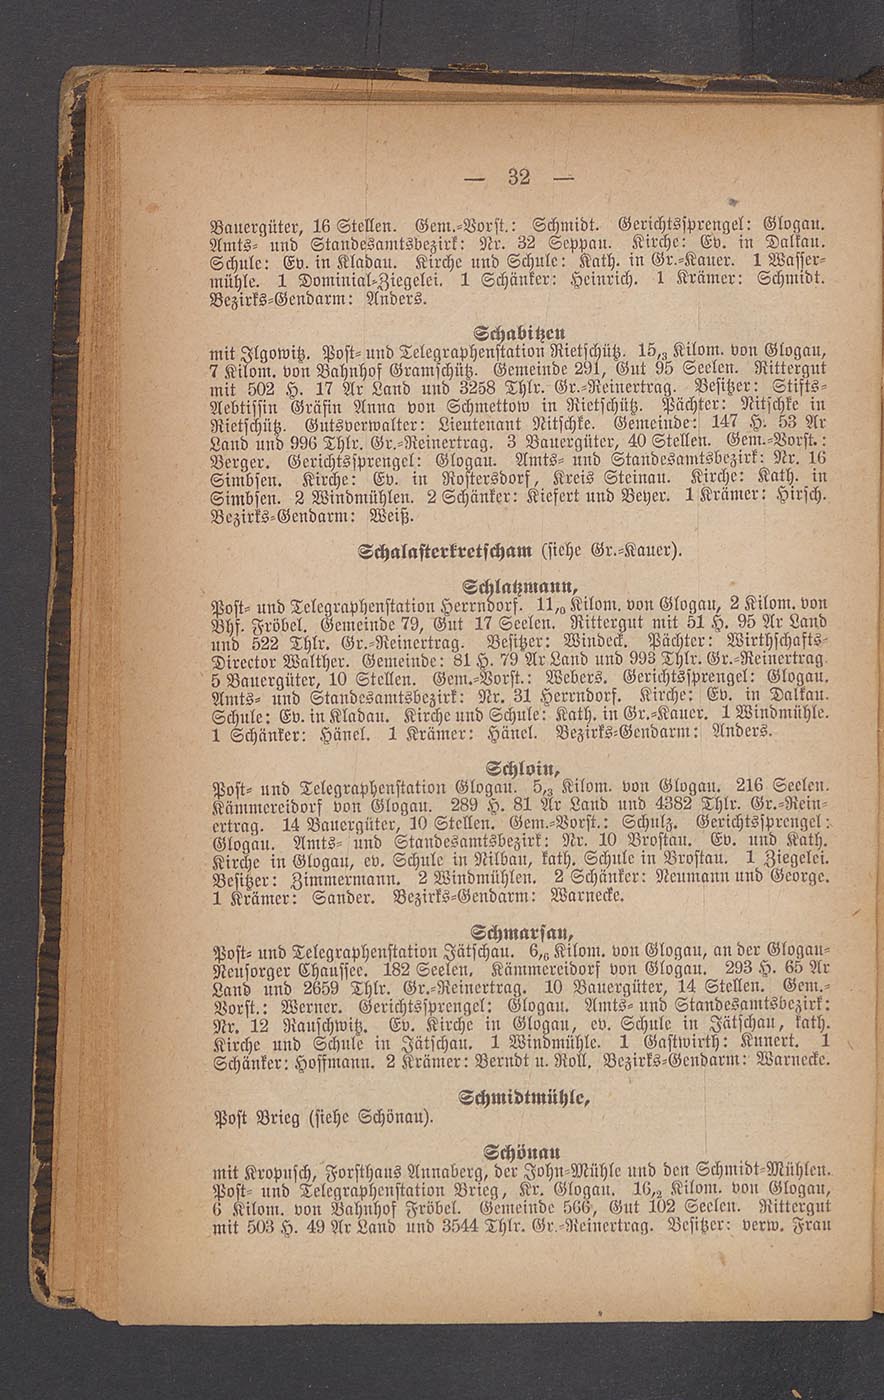 — 32 —
Bauergüter, 16 Stellen. Gem.-Vorst.: Schmidt. Gerichtssprengel: Glogau.
Amts- und Standesamtsbezirk: Nr. 32 Seppau. Kirche: Ev. in Dalkau.
Schule: Ev. in Kladau. Kirche und Schule: Kath. in Gr.-Kauer. 1 Wasser-
mühle. 1 Dominial-Ziegelei. 1 Schänker: Heinrich. 1 Krämer: Schmidt.
Bezirks-Gendarm: Anders.
Schabitzen
mit Ilgowitz. Post- und Telegraphenstation Rietschütz. 15,3 Kilom. von Glogau,
7 Kilom. von Bahnhof Gramschütz. Gemeinde 291, Gut 95 Seelen. Rittergut
mit 502 H. 17 Ar Land und 3258 Thlr. Gr.-Reinertrag. Besitzer: Stifts-
Aebtissin Gräfin Anna von Schmettow in Rietschütz. Pächter: Nitschke in
Rietschütz. Gutsverwalter: Lieutenant Nitschke. Gemeinde: 147 H. 53 Ar
Land und 996 Thlr. Gr.-Reinertrag. 3 Bauergüter, 40 Stellen. Gem.-Vorst.:
Berger. Gerichtssprengel: Glogau. Amts- und Standesamtsbezirk: Nr. 16
Simbsen. Kirche: Ev. in Rostersdorf, Kreis Steinau. Kirche: Kath. in
Simbsen. 2 Windmühlen. 2 Schänker: Kiefert und Beyer. 1 Krämer: Hirsch.
Bezirks-Gendarm: Weiß.
Schalasterkretscham (siehe Gr.-Kauer).
Schlatzmann,
Post- und Telegraphenstation Herrndorf. 11,0 Kilom. von Glogau, 2 Kilom. von
Bhf. Fröbel. Gemeinde 79, Gut 17 Seelen. Rittergut mit 51 H. 95 Ar Land
und 522 Thlr. Gr.-Reinertrag. Besitzer: Windeck. Pächter: Wirthschafts-
Director Walther. Gemeinde: 81 H. 79 Ar Land und 993 Thlr. Gr.-Reinertrag.
5 Bauergüter, 10 Stellen. Gem.-Vorst.: Webers. Gerichtssprengel: Glogau.
Amts- und Standesamtsbezirk: Nr. 31 Herrndorf. Kirche: Ev. in Dalkau.
Schule: Ev. in Kladau. Kirche und Schule: Kath. in Gr.-Kauer. 1 Windmühle.
1 Schänker: Hänel. 1 Krämer: Hänel. Bezirks-Gendarm: Anders.
Schloin,
Post- und Telegraphenstation Glogau. 5,3 Kilom. von Glogau. 216 Seelen.
Kämmereidorf von Glogau. 289 H. 81 Ar Land und 4382 Thlr. Gr.-Rein-
ertrag. 14 Bauergüter, 10 Stellen. Gem.-Vorst.: Schulz. Gerichtssprengel:
Glogau. Amts- und Standesamtsbezirk: Nr. 10 Brostau. Ev. und Kath.
Kirche in Glogau, ev. Schule in Nilbau, kath. Schule in Brostau. 1 Ziegelei.
Besitzer: Zimmermann. 2 Windmühlen. 2 Schänker: Neumann und George.
1 Krämer: Sander. Bezirks-Gendarm: Warnecke.
Schmarsau,
Post- und Telegraphenstation Jätschau. 6,6 Kilom. von Glogau, an der Glogau-
Neusorger Chaussee. 182 Seelen. Kämmereidorf von Glogau. 293 H. 65 Ar
Land und 2659 Thlr. Gr.-Reinertrag. 10 Bauergüter, 14 Stellen. Gem.-
Vorst.: Werner. Gerichtssprengel: Glogau. Amts- und Standesamtsbezirk:
Nr. 12 Rauschwitz. Ev. Kirche in Glogau, ev. Schule in Jätschau, kath.
Kirche und Schule in Jätschau. 1 Windmühle. 1 Gastwirth: Kunert. 1
Schänker: Hoffmann. 2 Krämer: Berndt u. Roll. Bezirks-Gendarm: Warnecke.
Schmidtmühle,
Post Brieg (siehe Schönau).
Schönau
mit Kropusch, Forsthaus Annaberg, der John-Mühle und den Schmidt-Mühlen.
Post- und Telegraphenstation Brieg, Kr. Glogau. 16,2 Kilom. von Glogau,
6 Kilom. von Bahnhof Fröbel. Gemeinde 566, Gut 102 Seelen. Rittergut
mit 503 H. 49 Ar Land und 3544 Thlr. Gr.-Reinertrag. Besitzer: verw. Frau